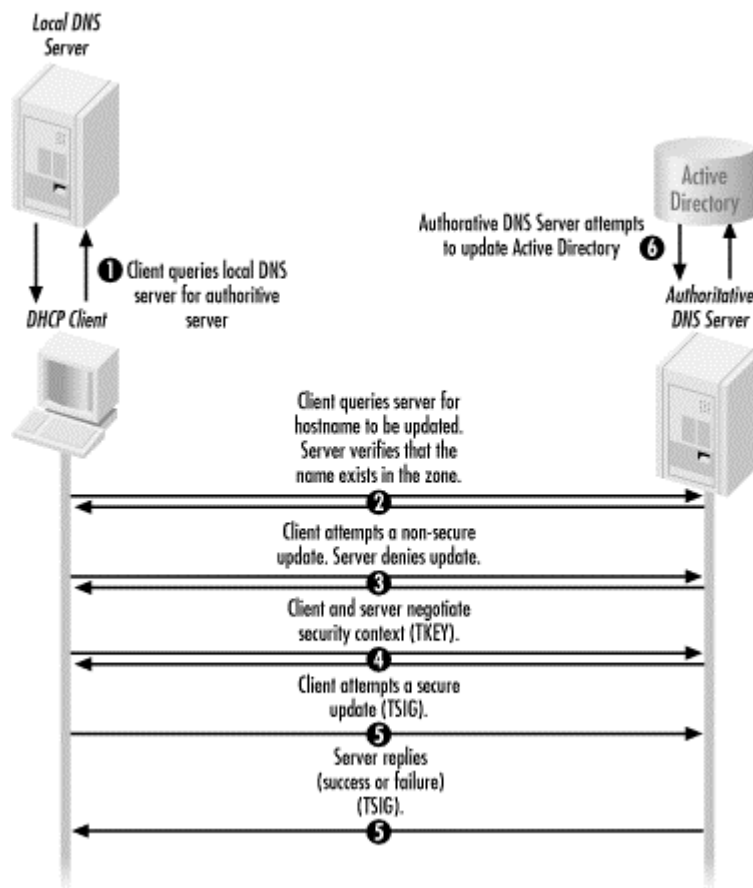 Local DNS
Server
Active
Directory
Authorative DNS Server attempts
to update Active Directory 6
1 Client queries local DNS
server for authoritive
server
DHCP Client
Authoritative
DNS Server
Client queries server for
hostname to be updated.
Server verifies that the
name exists in the zone.
2
Client attempts a non-secure
update. Server denies update.
3
Client and server negotiate
security context (TKEY).
4
Client attempts a secure
update (TSIG).
5
Server replies
(success or failure)
(TSIG).
5